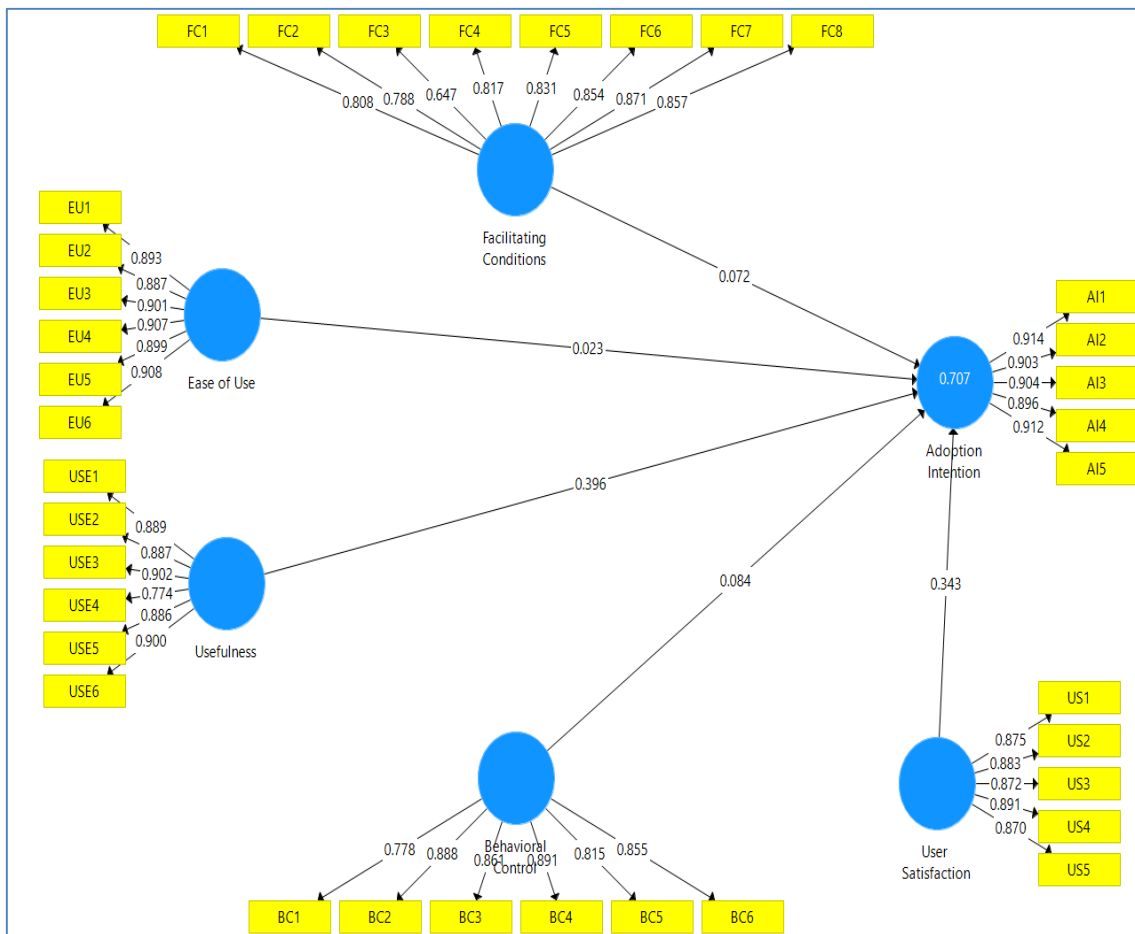 FC1 FC2 FC3 FC4 FC5 FC6 FC7 FC8
0.808 0.788 0.647 0.817 0.831 0.854 0.871 0.857
Facilitating
Conditions
0.072
EU1
EU2
EU3
EU4
EU5
EU6
0.893
0.887
0.901
0.907
0.899
0.908
Ease of Use
0.023
AI1
AI2
AI3
AI4
AI5
0.914
0.903
0.904
0.896
0.912
0.707
Adoption
Intention
USE1
USE2
USE3
USE4
USE5
USE6
0.889
0.887
0.902
0.774
0.886
0.900
Usefulness
0.396
0.084
0.343
US1
US2
US3
US4
US5
0.875
0.883
0.872
0.891
0.870
User
Satisfaction
Behavioral
Control
0.778 0.888 0.861 0.891 0.815 0.855
BC1 BC2 BC3 BC4 BC5 BC6